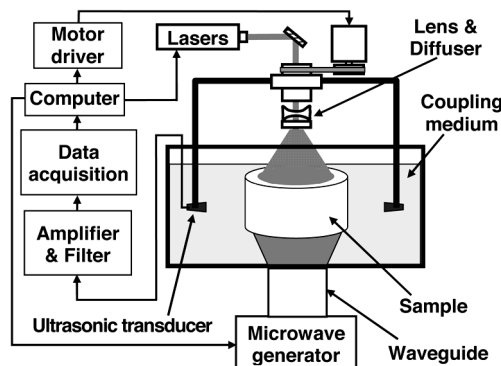 Motor
driver
Lasers
Lens &
Diffuser
Computer
Coupling
medium
Data
acquisition
Amplifier
& Filter
Sample
Ultrasonic transducer
Microwave
generator
Waveguide